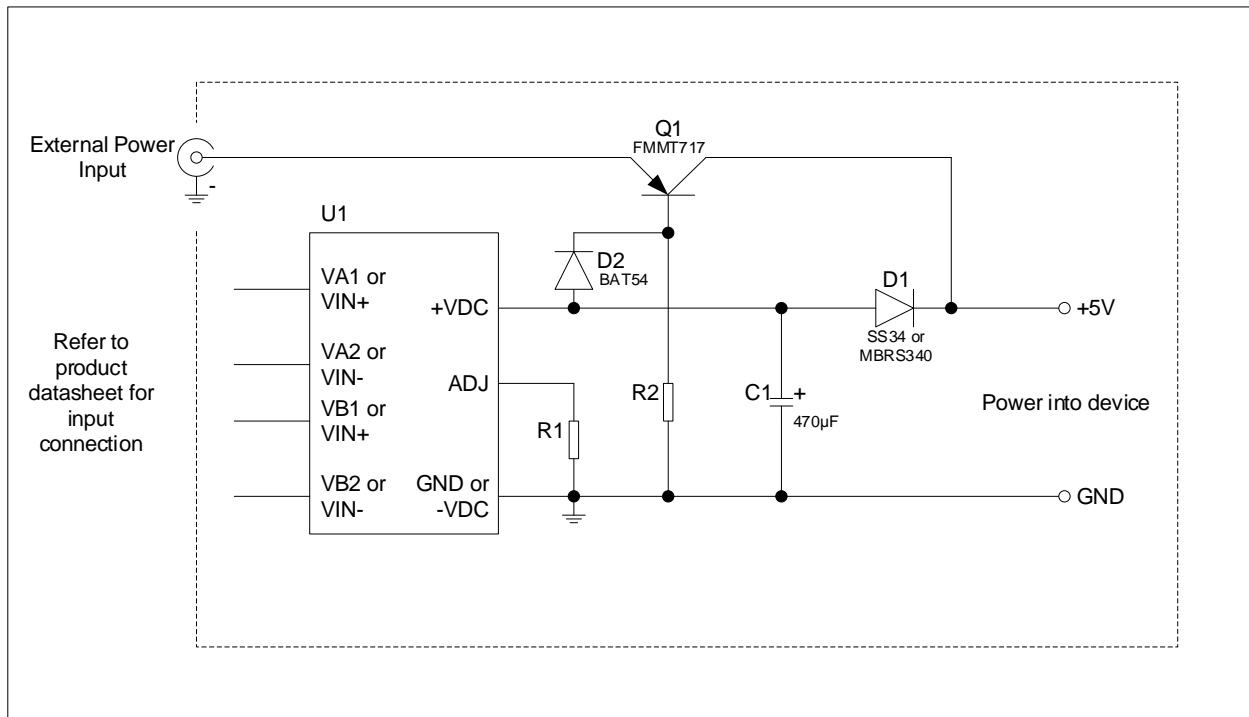 External Power
Input
-
Q1
FMMT717
U1
VA1 or
VIN+
VA2 or
VIN-
VB1 or
VIN+
VB2 or
VIN-
+VDC
ADJ
GND or
-VDC
Refer to
product
datasheet for
input
connection
D2
BAT54
R1
R2
C1
+
470µF
D1
SS34 or
MBRS340
+5V
Power into device
GND